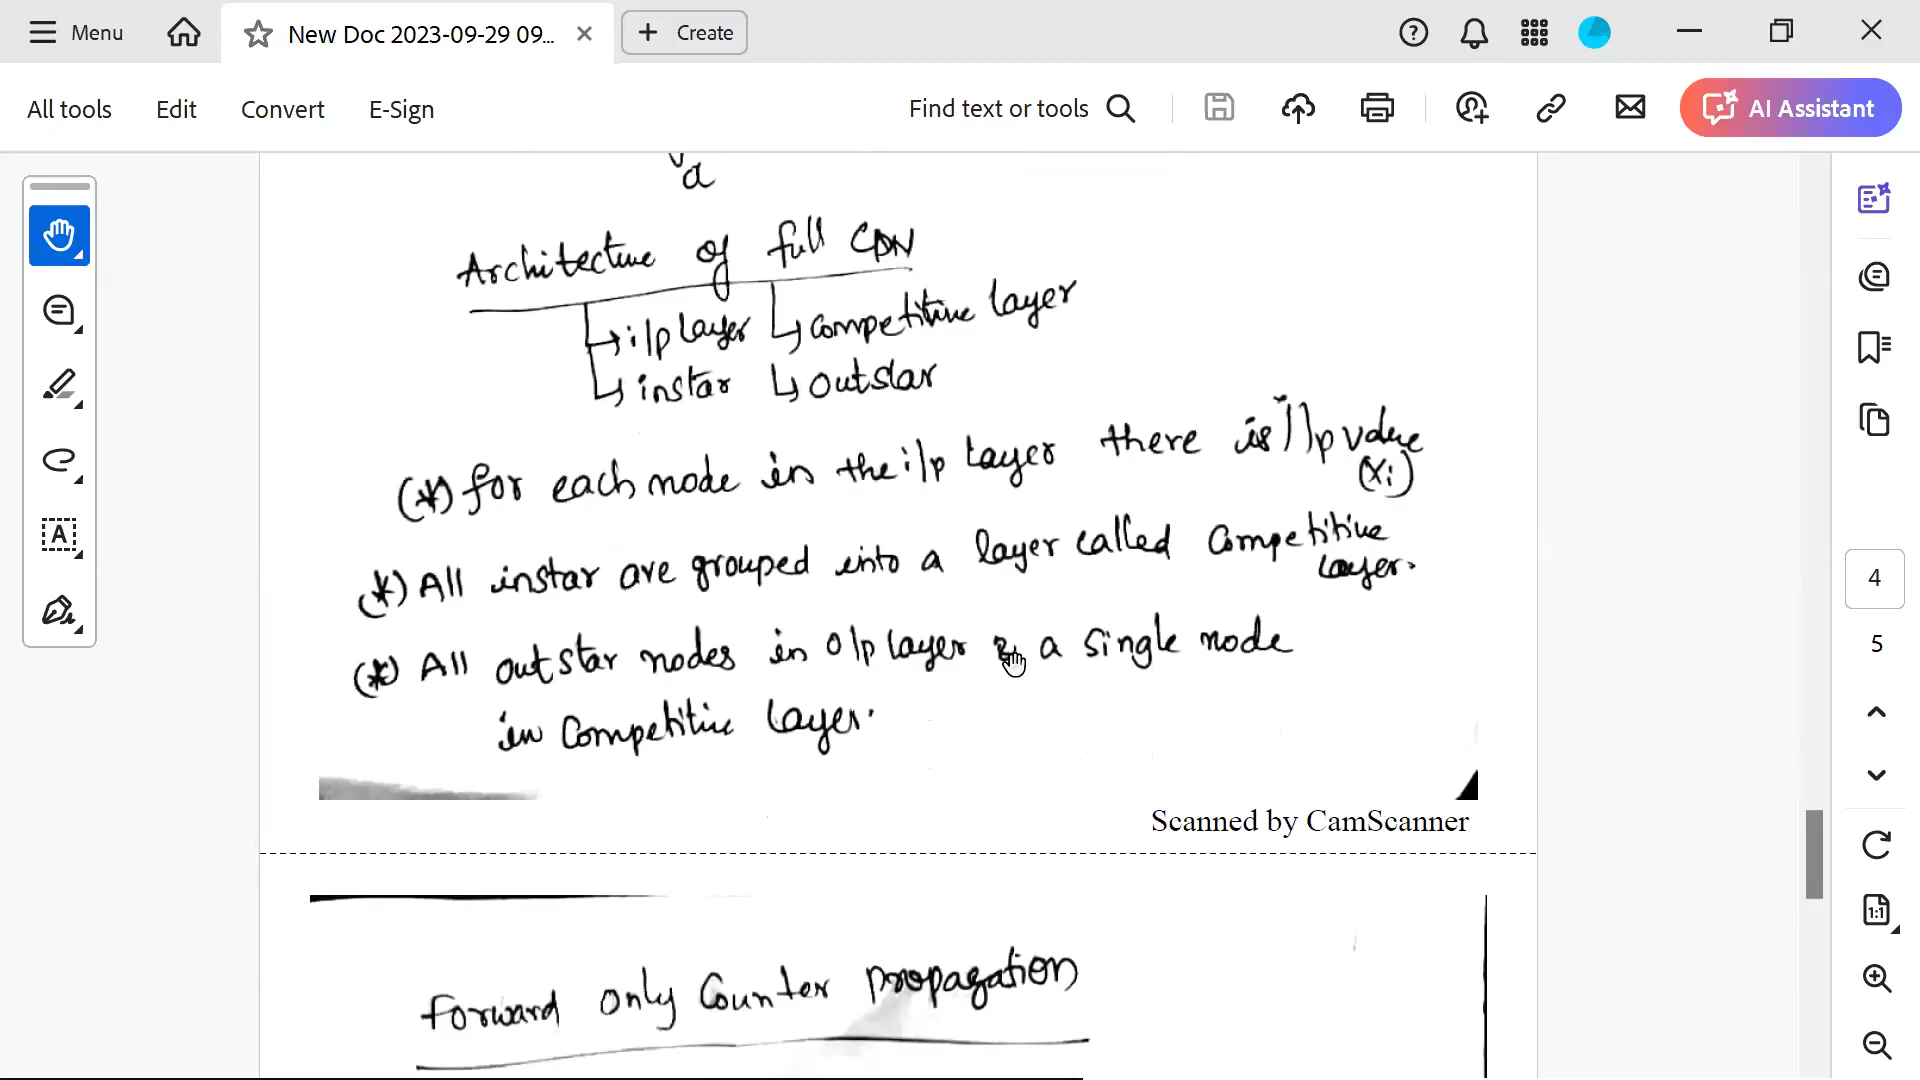 Menu
New Doc 2023-09-29 09...
Create
All tools
Edit
Convert
E-Sign
Find text or tools
AI Assistant
a
Architecture of full CPN
i/p layer competitive layer
instar outstar
(*) for each node in the i/p layer there is i/p value
(xi)
(*) All instar are grouped into a layer called Competitive
layer.
(*) All outstar nodes in o/p layer & a single node
in Competitive layer.
4
5
Scanned by CamScanner
forward only Counter propagation